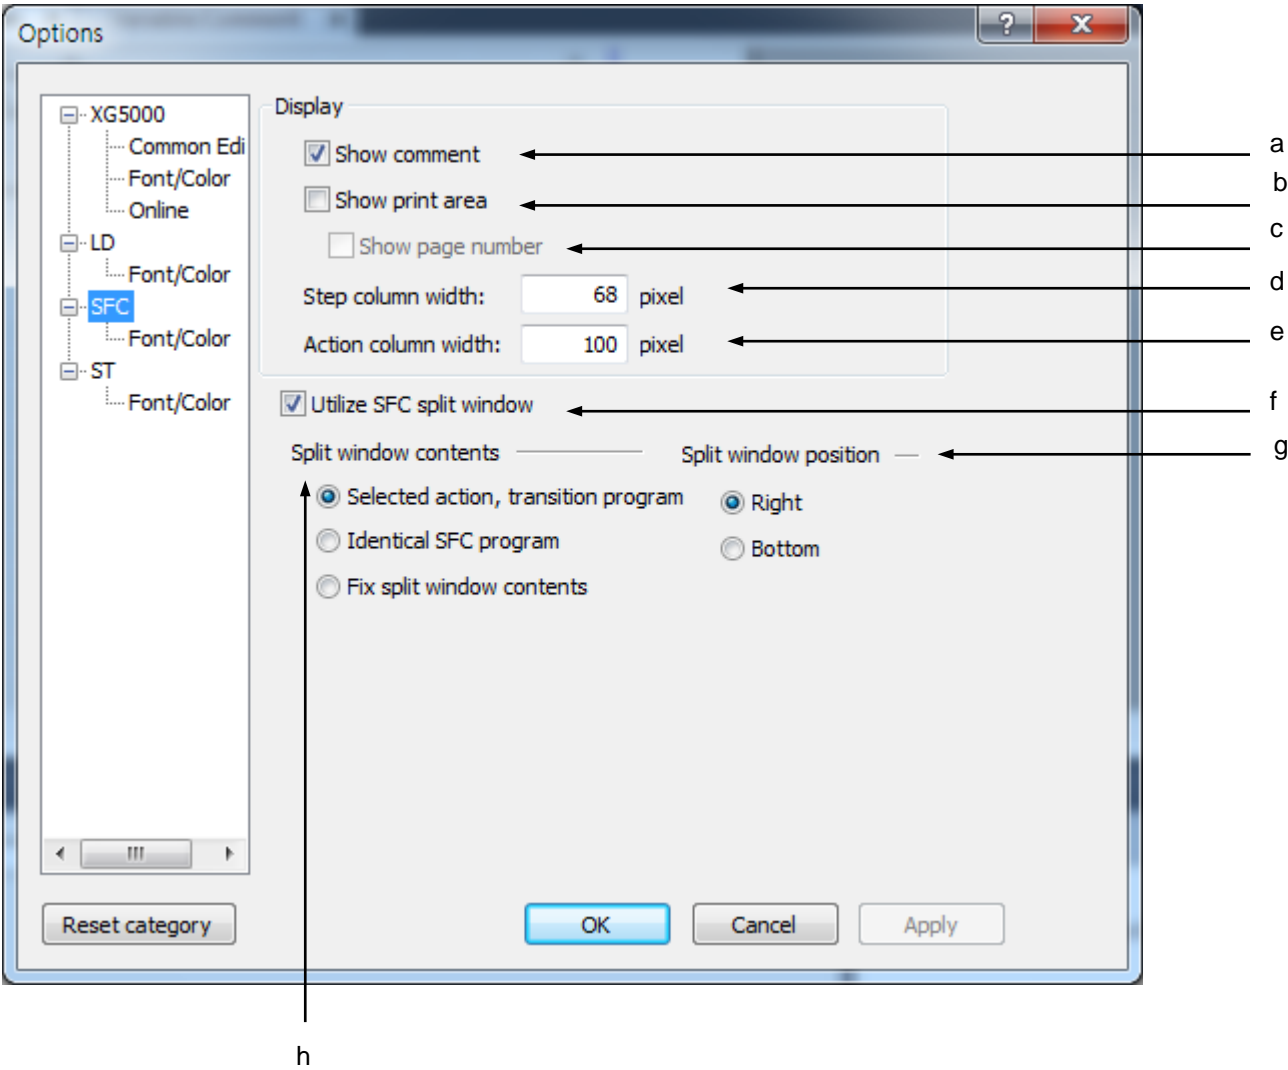 Options
XG5000
Common Edi
Font/Color
Online
LD
Font/Color
SFC
Font/Color
ST
Font/Color
Reset category
Display
Show comment
Show print area
Show page number
Step column width: 68 pixel
Action column width: 100 pixel
Utilize SFC split window
Split window contents
Selected action, transition program
Identical SFC program
Fix split window contents
Split window position
Right
Bottom
OK
Cancel
Apply
a
b
c
d
e
f
g
h